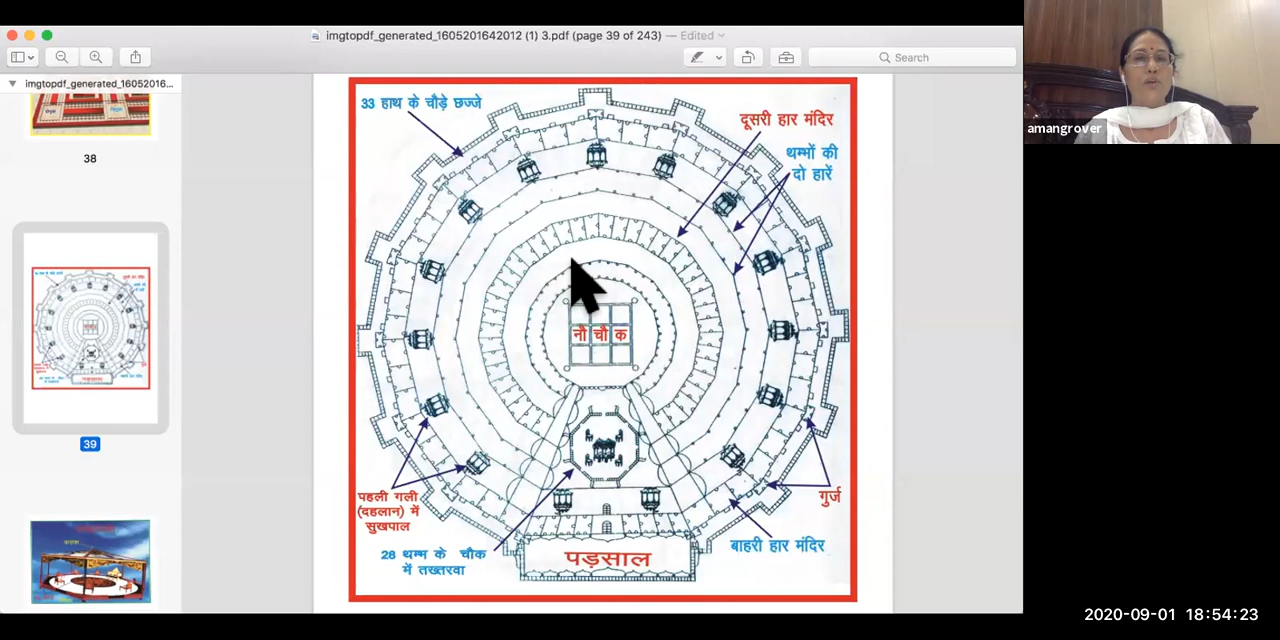 imgtopdf_generated_1605201642012 (1) 3.pdf (page 39 of 243) — Edited
Search
imgtopdf_generated_16052016...
38
39
33 हाथ के चौड़े छज्जे
दूसरी हार मंदिर
थम्भों की
दो हारें
नौ चौ क
पहली गली
(दहलान) में
सुखपाल
गुर्ज
28 थम्भ के चौक
में तख्तरवा
बाहरी हार मंदिर
पड़साल
amangrover
2020-09-01 18:54:23